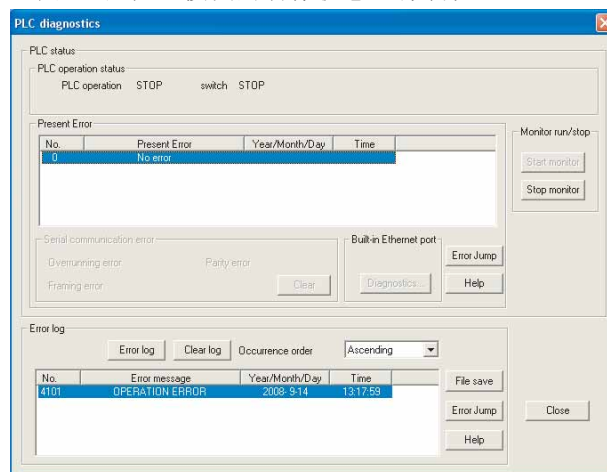 PLC diagnostics
PLC status
PLC operation status
PLC operation STOP switch STOP
Present Error
No. Present Error Year/Month/Day Time
0 No error
Monitor run/stop
Start monitor
Stop monitor
Serial communication error
Overrunning error Parity error
Framing error Clear
Built-in Ethernet port
Diagnostics...
Error Jump
Help
Error log
Error log Clear log Occurrence order Ascending
No. Error message Year/Month/Day Time
4101 OPERATION ERROR 2008- 9-14 13:17:59
File save
Error Jump
Help
Close